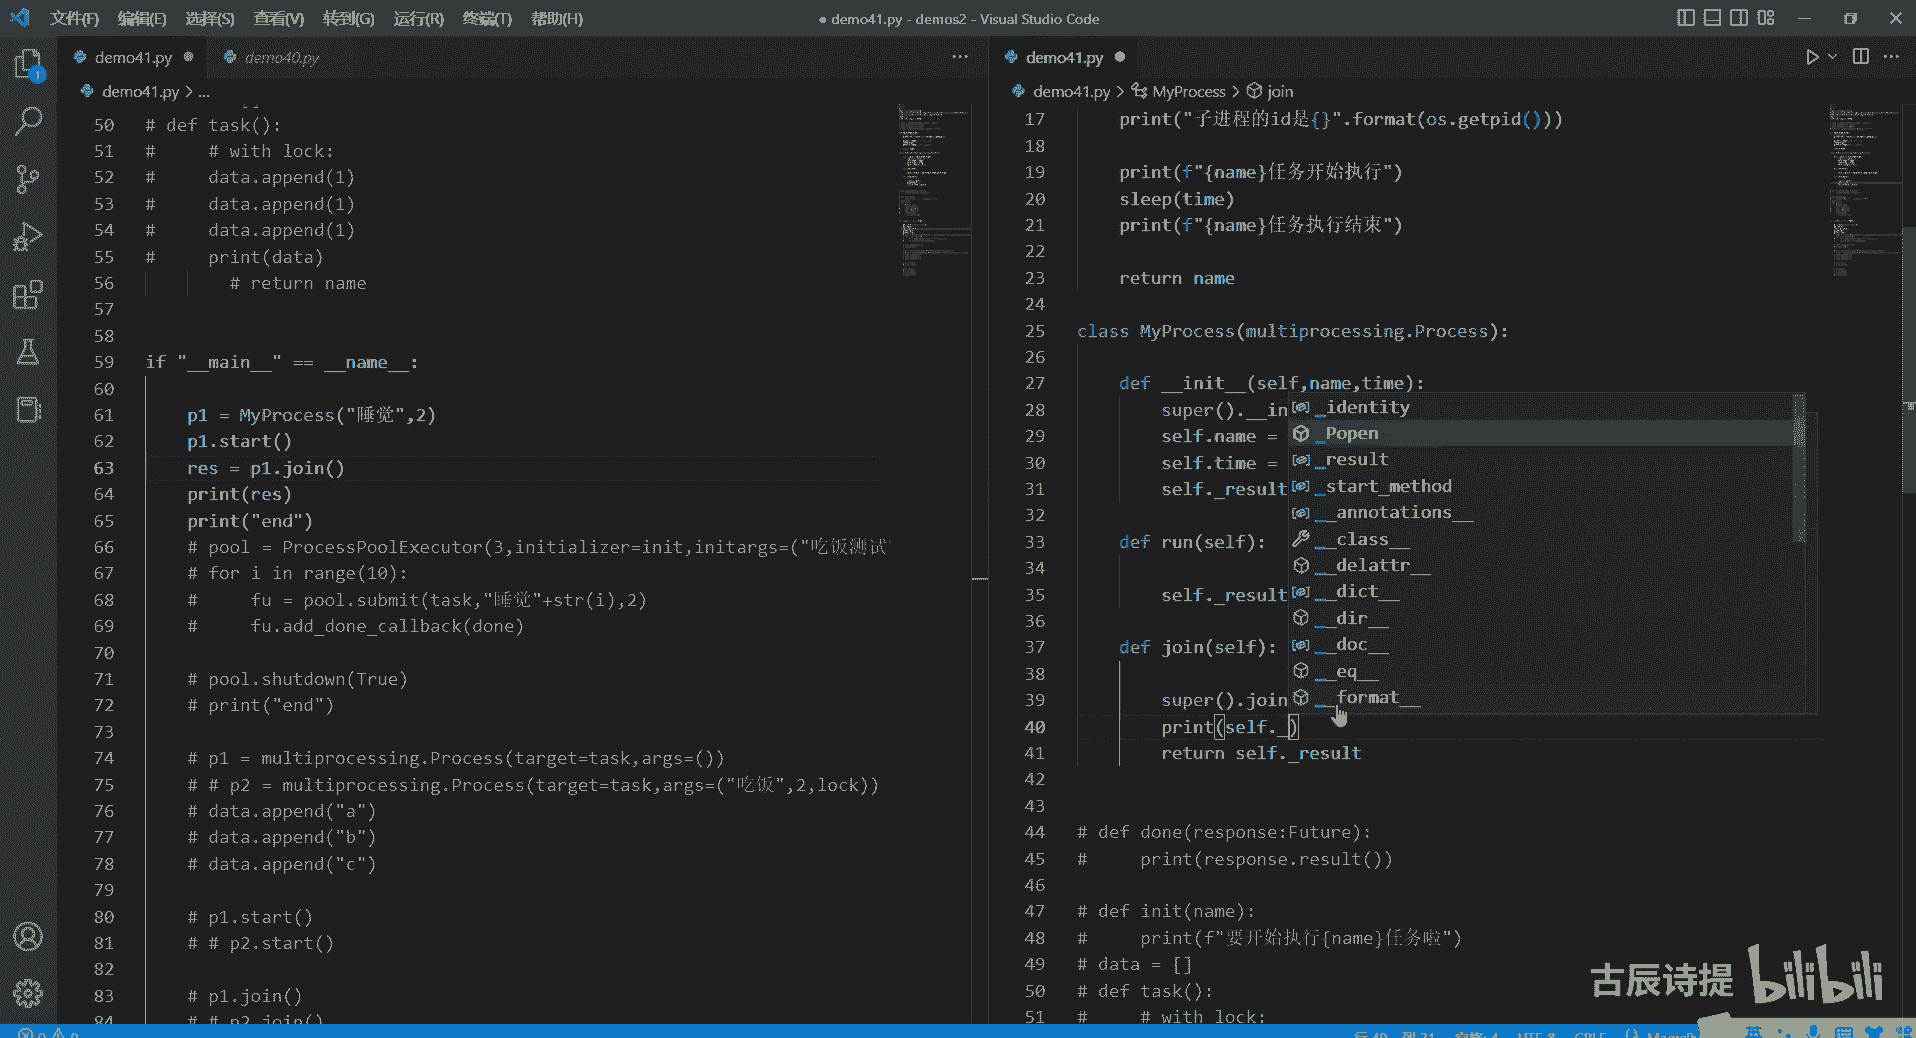 文件(F) 编辑(E) 选择(S) 查看(V) 转到(G) 运行(R) 终端(T) 帮助(H)
● demo41.py - demos2 - Visual Studio Code
demo41.py ● demo40.py ···
demo41.py > ...
50 # def task():
51 #     # with lock:
52 #     data.append(1)
53 #     data.append(1)
54 #     data.append(1)
55 #     print(data)
56         # return name
57
58
59 if "__main__" == __name__:
60
61     p1 = MyProcess("睡觉",2)
62     p1.start()
63     res = p1.join()
64     print(res)
65     print("end")
66     # pool = ProcessPoolExecutor(3,initializer=init,initargs=("吃饭测试"
67     # for i in range(10):
68     #     fu = pool.submit(task,"睡觉"+str(i),2)
69     #     fu.add_done_callback(done)
70
71     # pool.shutdown(True)
72     # print("end")
73
74     # p1 = multiprocessing.Process(target=task,args=())
75     # # p2 = multiprocessing.Process(target=task,args=("吃饭",2,lock))
76     # data.append("a")
77     # data.append("b")
78     # data.append("c")
79
80     # p1.start()
81     # # p2.start()
82
83     # p1.join()
84     # # p2.join()
demo41.py ●
demo41.py > MyProcess > join
17     print("子进程的id是{}".format(os.getpid()))
18
19     print(f"{name}任务开始执行")
20     sleep(time)
21     print(f"{name}任务执行结束")
22
23     return name
24
25 class MyProcess(multiprocessing.Process):
26
27     def __init__(self,name,time):
28         super().__in
29         self.name =
30         self.time =
31         self._result
32
33     def run(self):
34
35         self._result
36
37     def join(self):
38
39         super().join
40         print(self._)
41         return self._result
42
43
44 # def done(response:Future):
45 #     print(response.result())
46
47 # def init(name):
48 #     print(f"要开始执行{name}任务啦")
49 # data = []
50 # def task():
51 #     # with lock:
_identity
_Popen
_result
_start_method
__annotations__
__class__
__delattr__
__dict__
__dir__
__doc__
__eq__
__format__
1
古辰诗提 bilibili